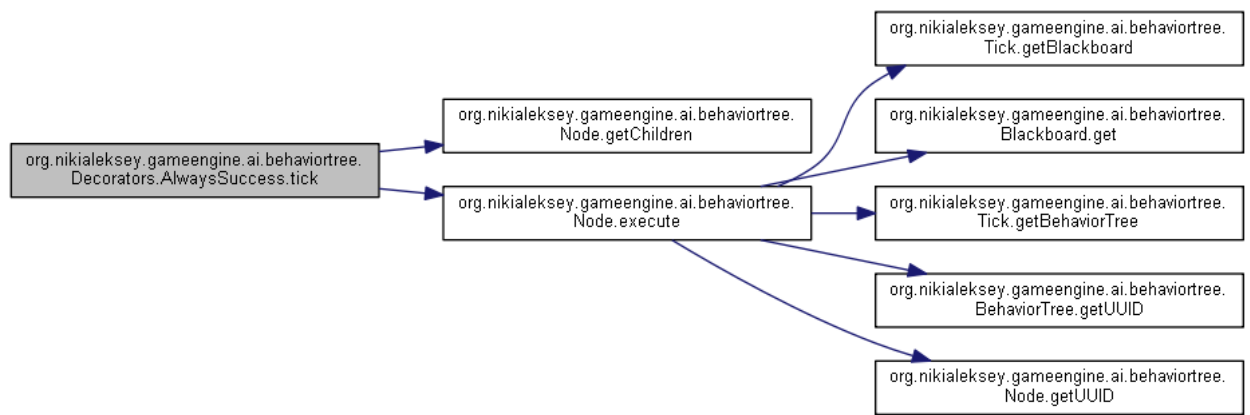 org.nikialeksey.gameengine.ai.behaviortree.
Decorators.AlwaysSuccess.tick
org.nikialeksey.gameengine.ai.behaviortree.
Node.getChildren
org.nikialeksey.gameengine.ai.behaviortree.
Node.execute
org.nikialeksey.gameengine.ai.behaviortree.
Tick.getBlackboard
org.nikialeksey.gameengine.ai.behaviortree.
Blackboard.get
org.nikialeksey.gameengine.ai.behaviortree.
Tick.getBehaviorTree
org.nikialeksey.gameengine.ai.behaviortree.
BehaviorTree.getUUID
org.nikialeksey.gameengine.ai.behaviortree.
Node.getUUID